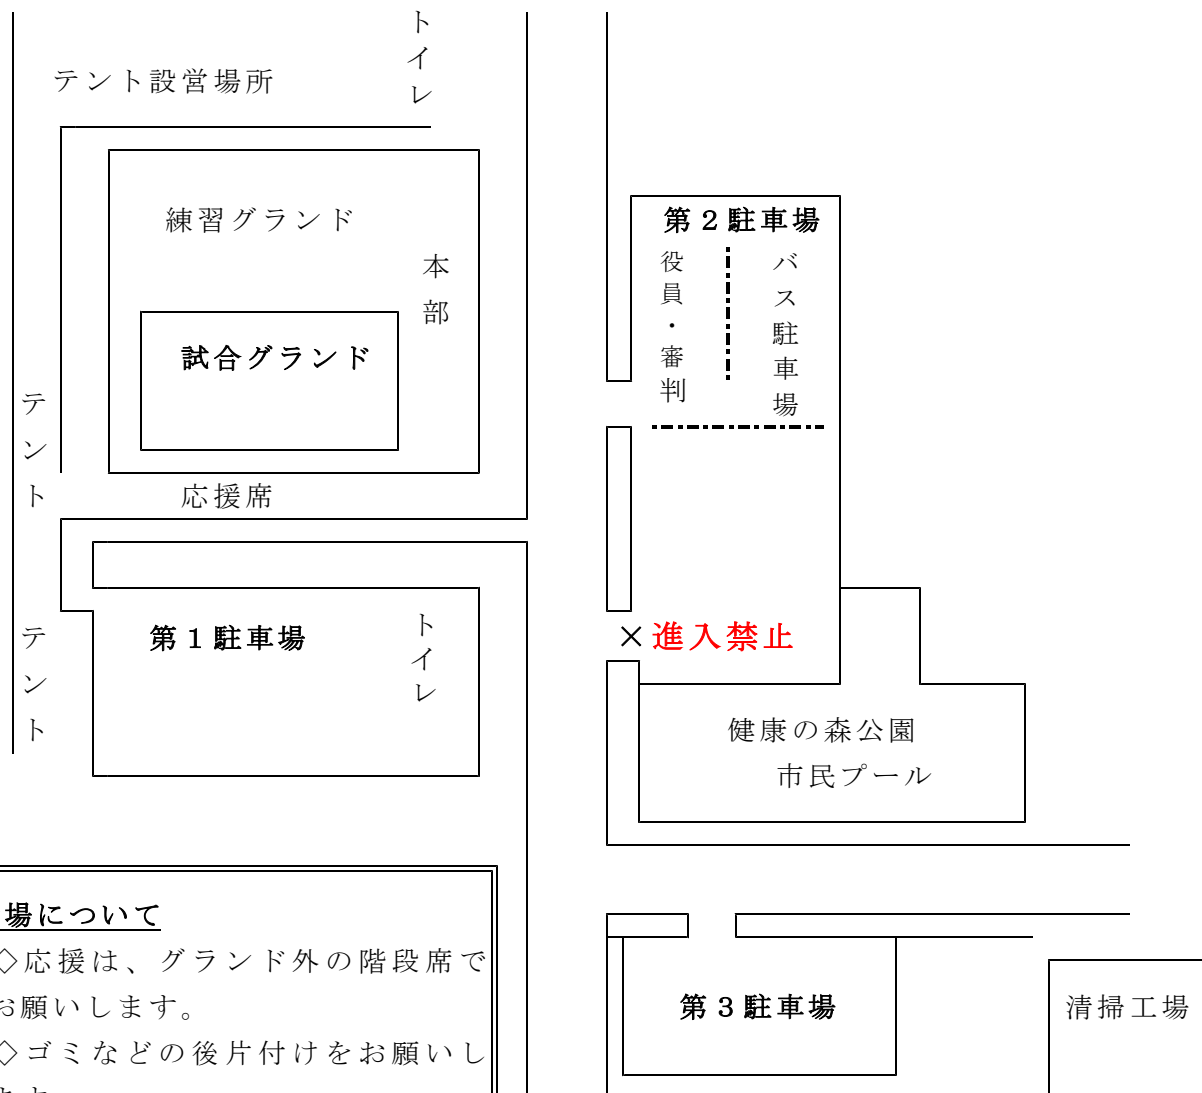 トイレ
テント設営場所
練習グランド
本部
試合グランド
テント
応援席
第２駐車場
役員・審判
バス駐車場
×進入禁止
テント
第１駐車場
トイレ
健康の森公園
市民プール
場について
◇応援は、グランド外の階段席で
お願いします。
◇ゴミなどの後片付けをお願いし
第３駐車場
清掃工場